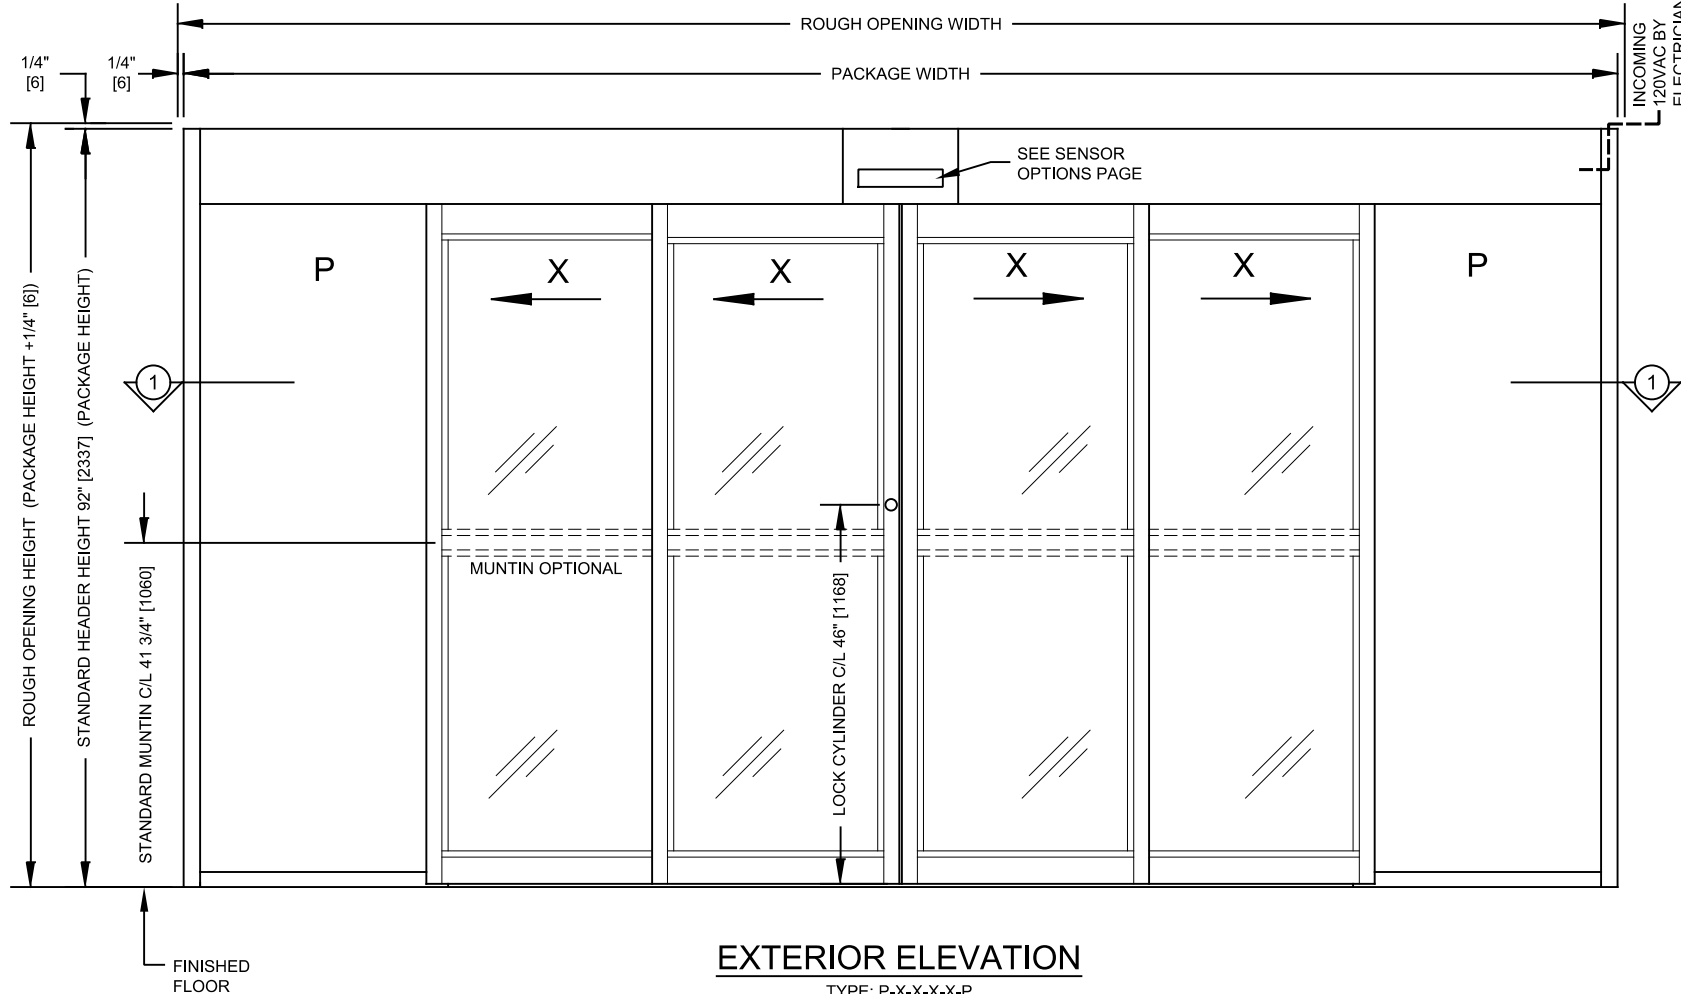 ROUGH OPENING WIDTH
PACKAGE WIDTH
1/4"
[6]
1/4"
[6]
INCOMING
120VAC BY
ELECTRICIAN
SEE SENSOR
OPTIONS PAGE
P
X
X
X
X
P
1
1
ROUGH OPENING HEIGHT (PACKAGE HEIGHT +1/4" [6])
STANDARD HEADER HEIGHT 92" [2337] (PACKAGE HEIGHT)
STANDARD MUNTIN C/L 41 3/4" [1060]
MUNTIN OPTIONAL
LOCK CYLINDER C/L 46" [1168]
FINISHED
FLOOR
EXTERIOR ELEVATION
TYPE: P-X-X-X-X-P